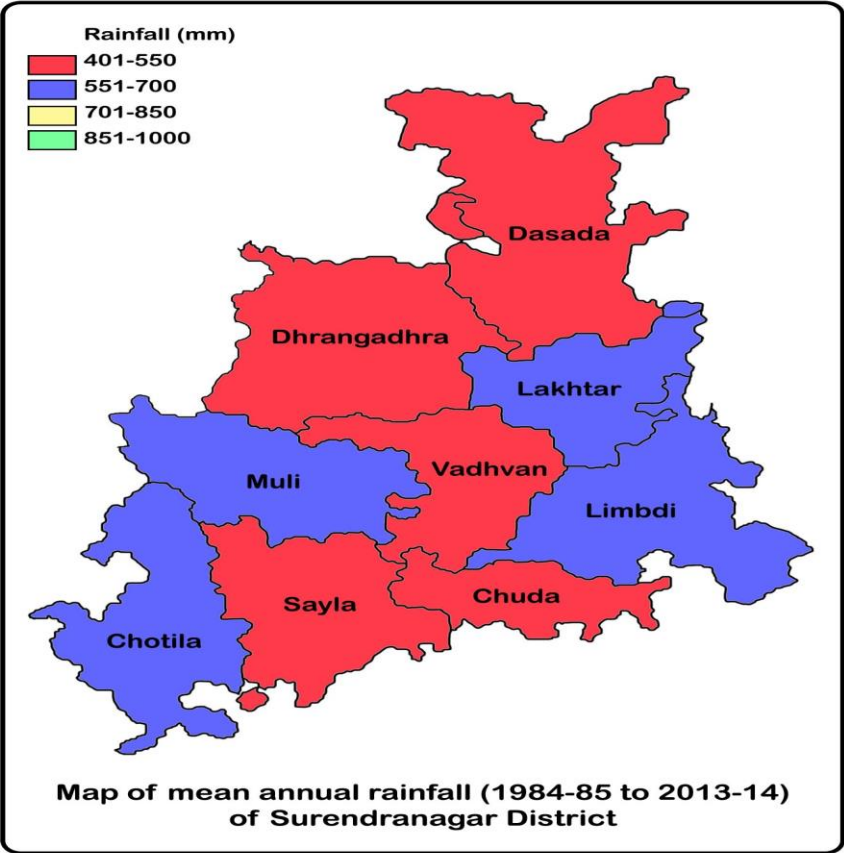 Rainfall (mm)
401-550
551-700
701-850
851-1000
Dasada
Dhrangadhra
Lakhtar
Vadhvan
Muli
Limbdi
Chuda
Sayla
Chotila
Map of mean annual rainfall (1984-85 to 2013-14)
of Surendranagar District